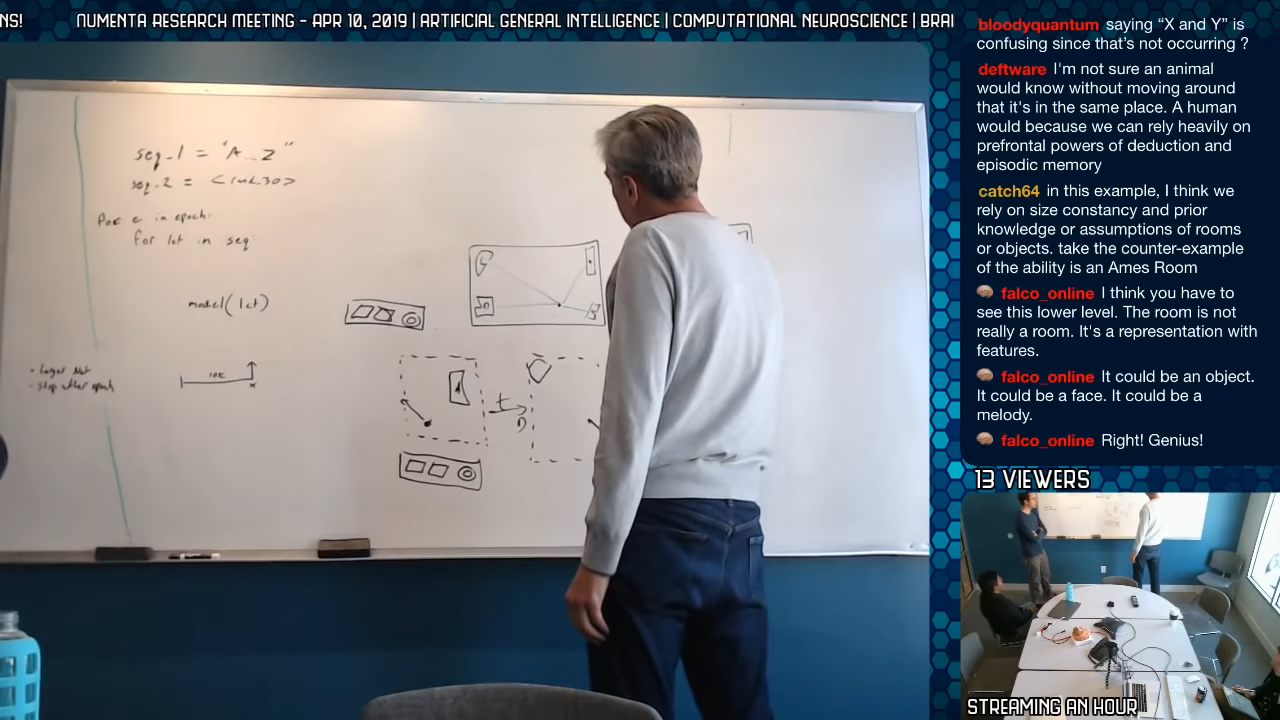 NS!
NUMENTA RESEARCH MEETING - APR 10, 2019 | ARTIFICIAL GENERAL INTELLIGENCE | COMPUTATIONAL NEUROSCIENCE | BRAI
seq_1 = "A_Z"
seq_2 =
For e in epoch:
for let in seq
model(let)
10k
- larger
- stop after epoch
t
A
D
bloodyquantum saying “X and Y” is
confusing since that’s not occurring ?
deftware I'm not sure an animal
would know without moving around
that it's in the same place. A human
would because we can rely heavily on
prefrontal powers of deduction and
episodic memory
catch64 in this example, I think we
rely on size constancy and prior
knowledge or assumptions of rooms
or objects. take the counter-example
of the ability is an Ames Room
falco_online I think you have to
see this lower level. The room is not
really a room. It's a representation with
features.
falco_online It could be an object.
It could be a face. It could be a
melody.
falco_online Right! Genius!
13 VIEWERS
STREAMING AN HOUR